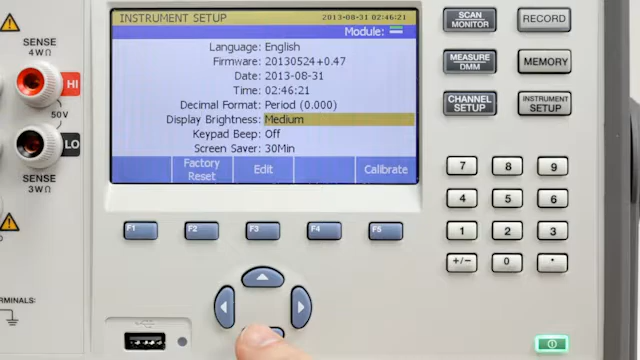 INSTRUMENT SETUP 2013-08-31 02:46:21
Module:
Language: English
Firmware: 20130524+0.47
Date: 2013-08-31
Time: 02:46:21
Decimal Format: Period (0.000)
Display Brightness: Medium
Keypad Beep: Off
Screen Saver: 30Min
Factory Reset Edit Calibrate
F1 F2 F3 F4 F5
SENSE
4WΩ
HI
50V
LO
SENSE
3WΩ
TERMINALS:
SCAN
MONITOR
RECORD
MEASURE
DMM
MEMORY
CHANNEL
SETUP
INSTRUMENT
SETUP
7 8 9
4 5 6
1 2 3
+/− 0 .